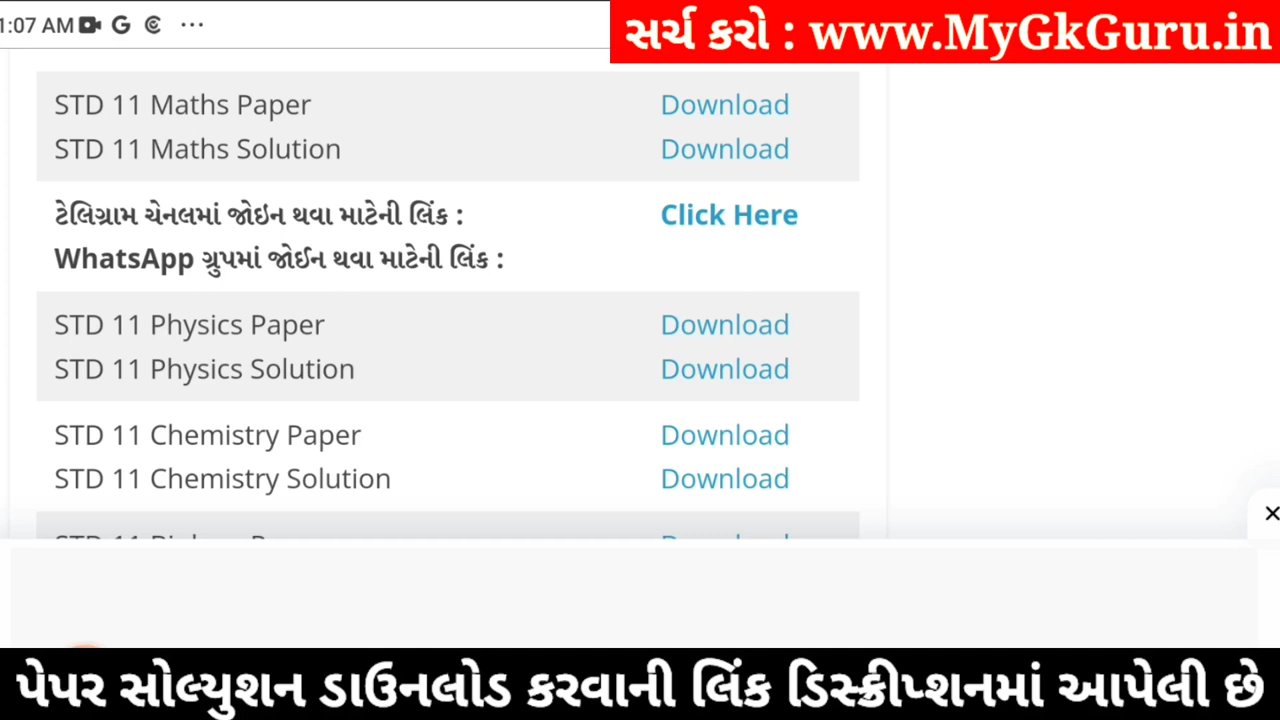 1:07 AM G ...
સર્ચ કરો : www.MyGkGuru.in
STD 11 Maths Paper Download
STD 11 Maths Solution Download
ટેલિગ્રામ ચેનલમાં જોઇન થવા માટેની લિંક : Click Here
WhatsApp ગ્રુપમાં જોઈન થવા માટેની લિંક :
STD 11 Physics Paper Download
STD 11 Physics Solution Download
STD 11 Chemistry Paper Download
STD 11 Chemistry Solution Download
પેપર સોલ્યુશન ડાઉનલોડ કરવાની લિંક ડિસ્ક્રીપ્શનમાં આપેલી છે